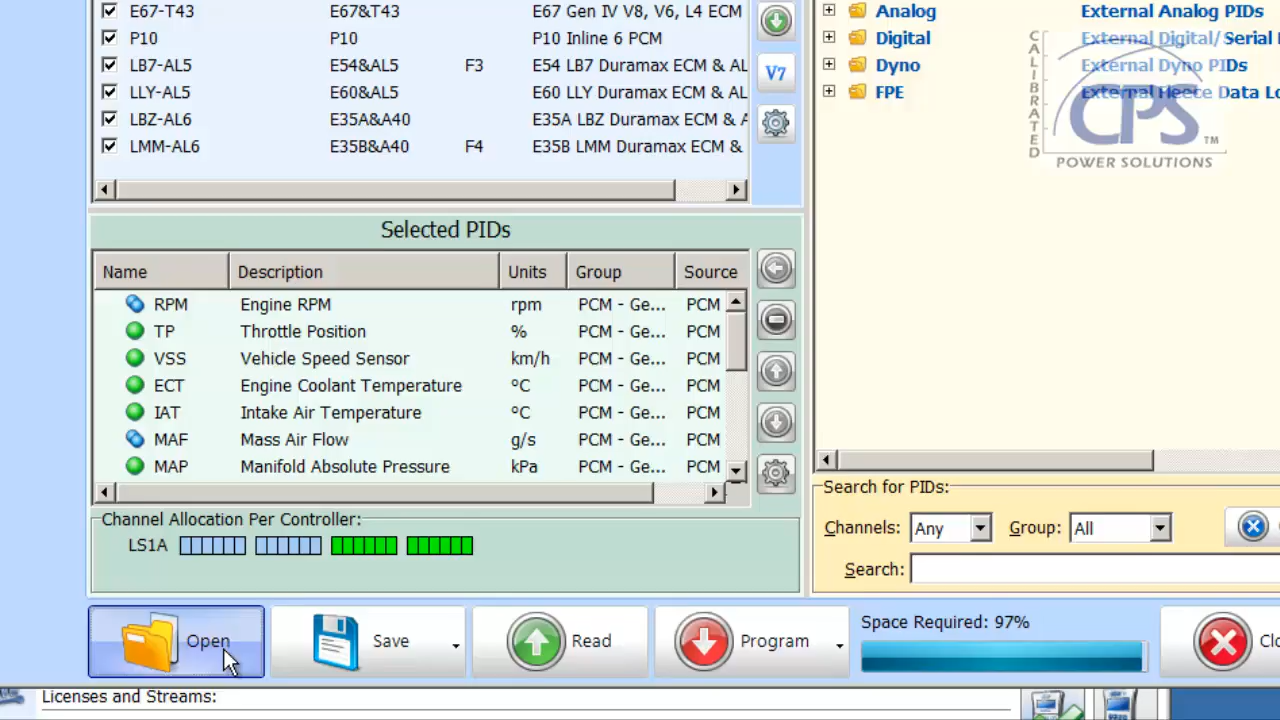 E67-T43 E67&T43 E67 Gen IV V8, V6, L4 ECM
P10 P10 P10 Inline 6 PCM
LB7-AL5 E54&AL5 F3 E54 LB7 Duramax ECM & AL
LLY-AL5 E60&AL5 E60 LLY Duramax ECM & AL
LBZ-AL6 E35A&A40 E35A LBZ Duramax ECM & A
LMM-AL6 E35B&A40 F4 E35B LMM Duramax ECM &
V7
Analog External Analog PIDs
Digital External Digital/ Serial
Dyno External Dyno PIDs
FPE External Heece Data Lo
CALIBRATED
CPS TM
POWER SOLUTIONS
Selected PIDs
Name Description Units Group Source
RPM Engine RPM rpm PCM - Ge... PCM
TP Throttle Position % PCM - Ge... PCM
VSS Vehicle Speed Sensor km/h PCM - Ge... PCM
ECT Engine Coolant Temperature °C PCM - Ge... PCM
IAT Intake Air Temperature °C PCM - Ge... PCM
MAF Mass Air Flow g/s PCM - Ge... PCM
MAP Manifold Absolute Pressure kPa PCM - Ge... PCM
Channel Allocation Per Controller:
LS1A
Search for PIDs:
Channels: Any Group: All
Search:
Open Save Read Program Space Required: 97% Clo
Licenses and Streams: